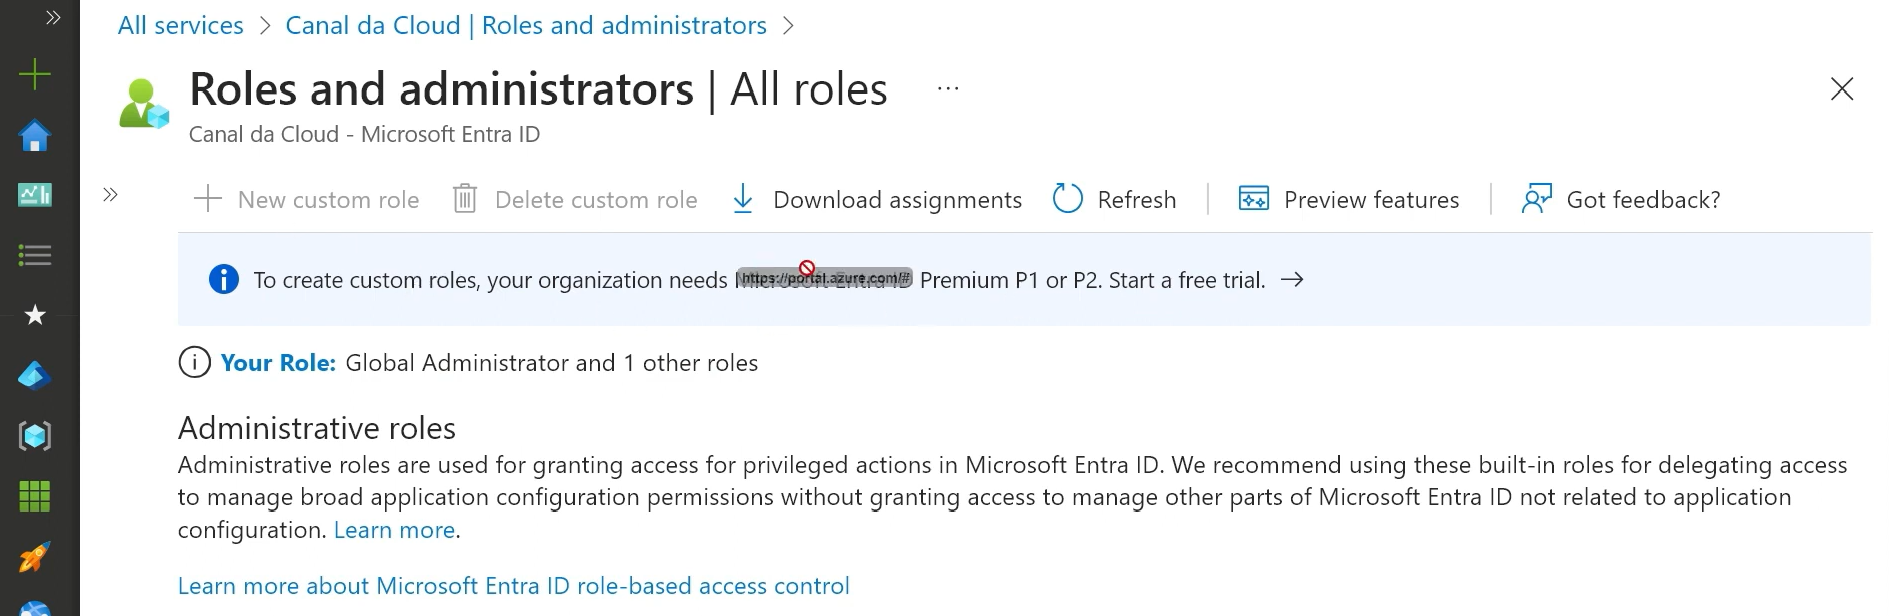 All services > Canal da Cloud | Roles and administrators >
Roles and administrators | All roles ...
Canal da Cloud - Microsoft Entra ID
New custom role Delete custom role Download assignments Refresh Preview features Got feedback?
To create custom roles, your organization needs https://portal.azure.com/# Premium P1 or P2. Start a free trial. →
Your Role: Global Administrator and 1 other roles
Administrative roles
Administrative roles are used for granting access for privileged actions in Microsoft Entra ID. We recommend using these built-in roles for delegating access
to manage broad application configuration permissions without granting access to manage other parts of Microsoft Entra ID not related to application
configuration. Learn more.
Learn more about Microsoft Entra ID role-based access control